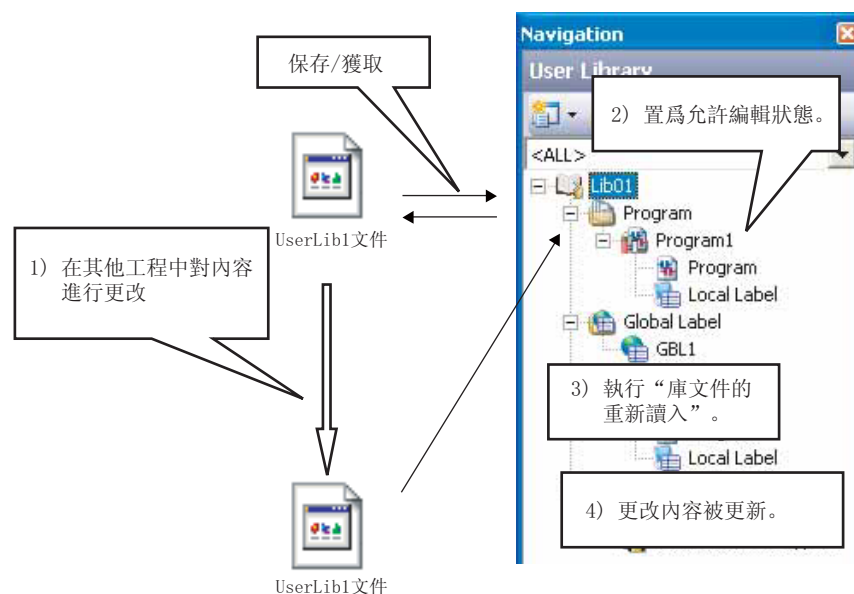 保存/獲取
UserLib1文件
1) 在其他工程中對內容
進行更改
UserLib1文件
Navigation
User Library
2) 置爲允許編輯狀態。
<ALL>
Lib01
Program
Program1
Program
Local Label
Global Label
GBL1
3) 執行“庫文件的
重新讀入”。
Local Label
4) 更改內容被更新。